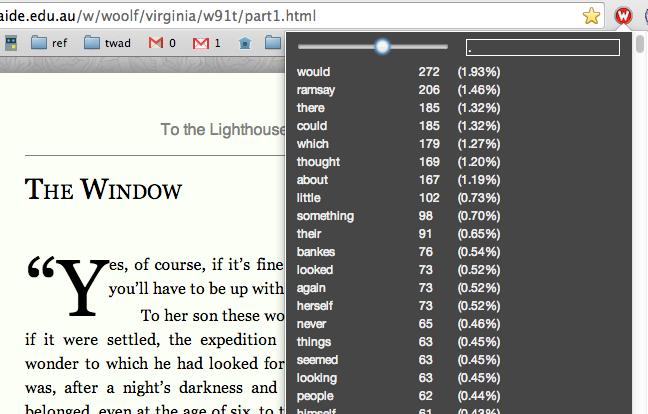 aide.edu.au/w/woolf/virginia/w91t/part1.html
W
ref
twad
M 0
M 1
.
would 272 (1.93%)
ramsay 206 (1.46%)
there 185 (1.32%)
could 185 (1.32%)
which 179 (1.27%)
thought 169 (1.20%)
about 167 (1.19%)
little 102 (0.73%)
something 98 (0.70%)
their 91 (0.65%)
bankes 76 (0.54%)
looked 73 (0.52%)
again 73 (0.52%)
herself 73 (0.52%)
never 65 (0.46%)
things 63 (0.45%)
seemed 63 (0.45%)
looking 63 (0.45%)
people 62 (0.44%)
himself 61 (0.43%)
To the Lighthouse
The Window
“Yes, of course, if it’s fine
you’ll have to be up with
To her son these wo
if it were settled, the expedition
wonder to which he had looked for
was, after a night’s darkness and
belonged, even at the age of six, to t